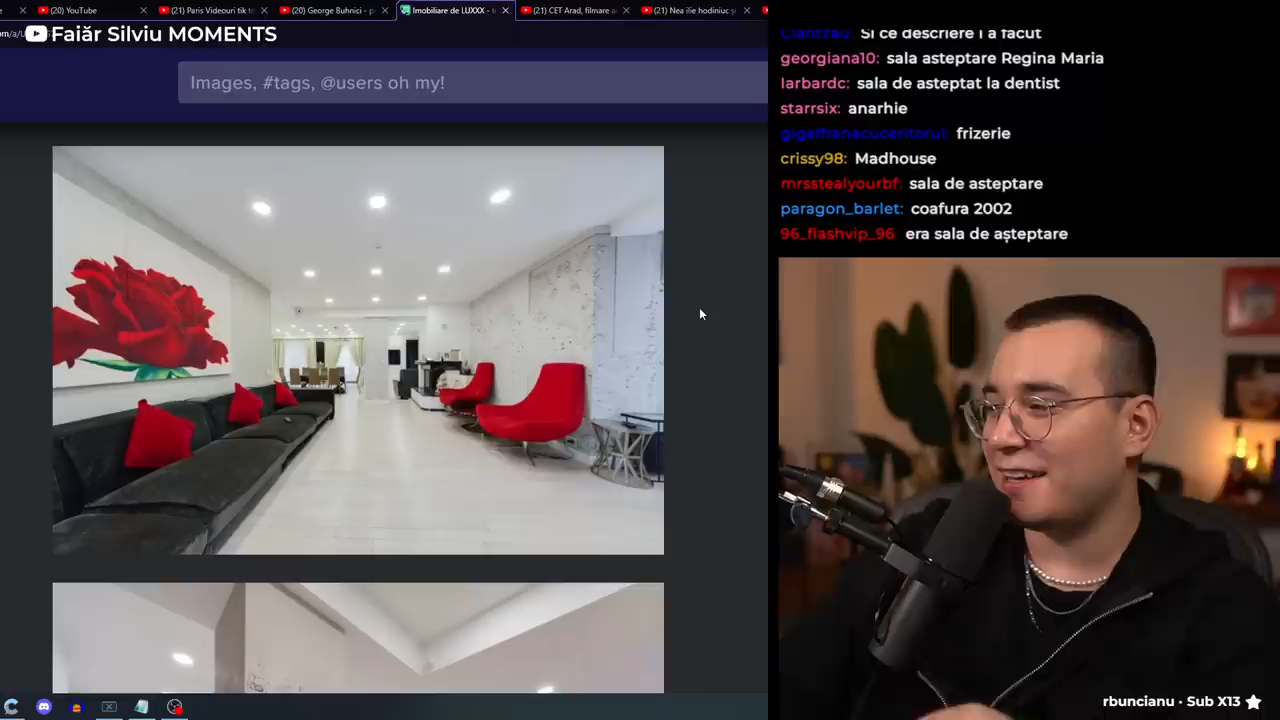 (20) YouTube
(21) Paris Videouri tik to
(20) George Buhnici - p
Imobiliare de LUXXX - i
(21) CET Arad, filmare a
(21) Nea ilie hodiniuc și
Faiăr Silviu MOMENTS
Images, #tags, @users oh my!
Si ce descriere i a facut
georgiana10: sala asteptare Regina Maria
larbardc: sala de asteptat la dentist
starrsix: anarhie
frizerie
crissy98: Madhouse
mrsstealyourbf: sala de asteptare
paragon_barlet: coafura 2002
96_flashvip_96 era sala de așteptare
rbuncianu · Sub X13